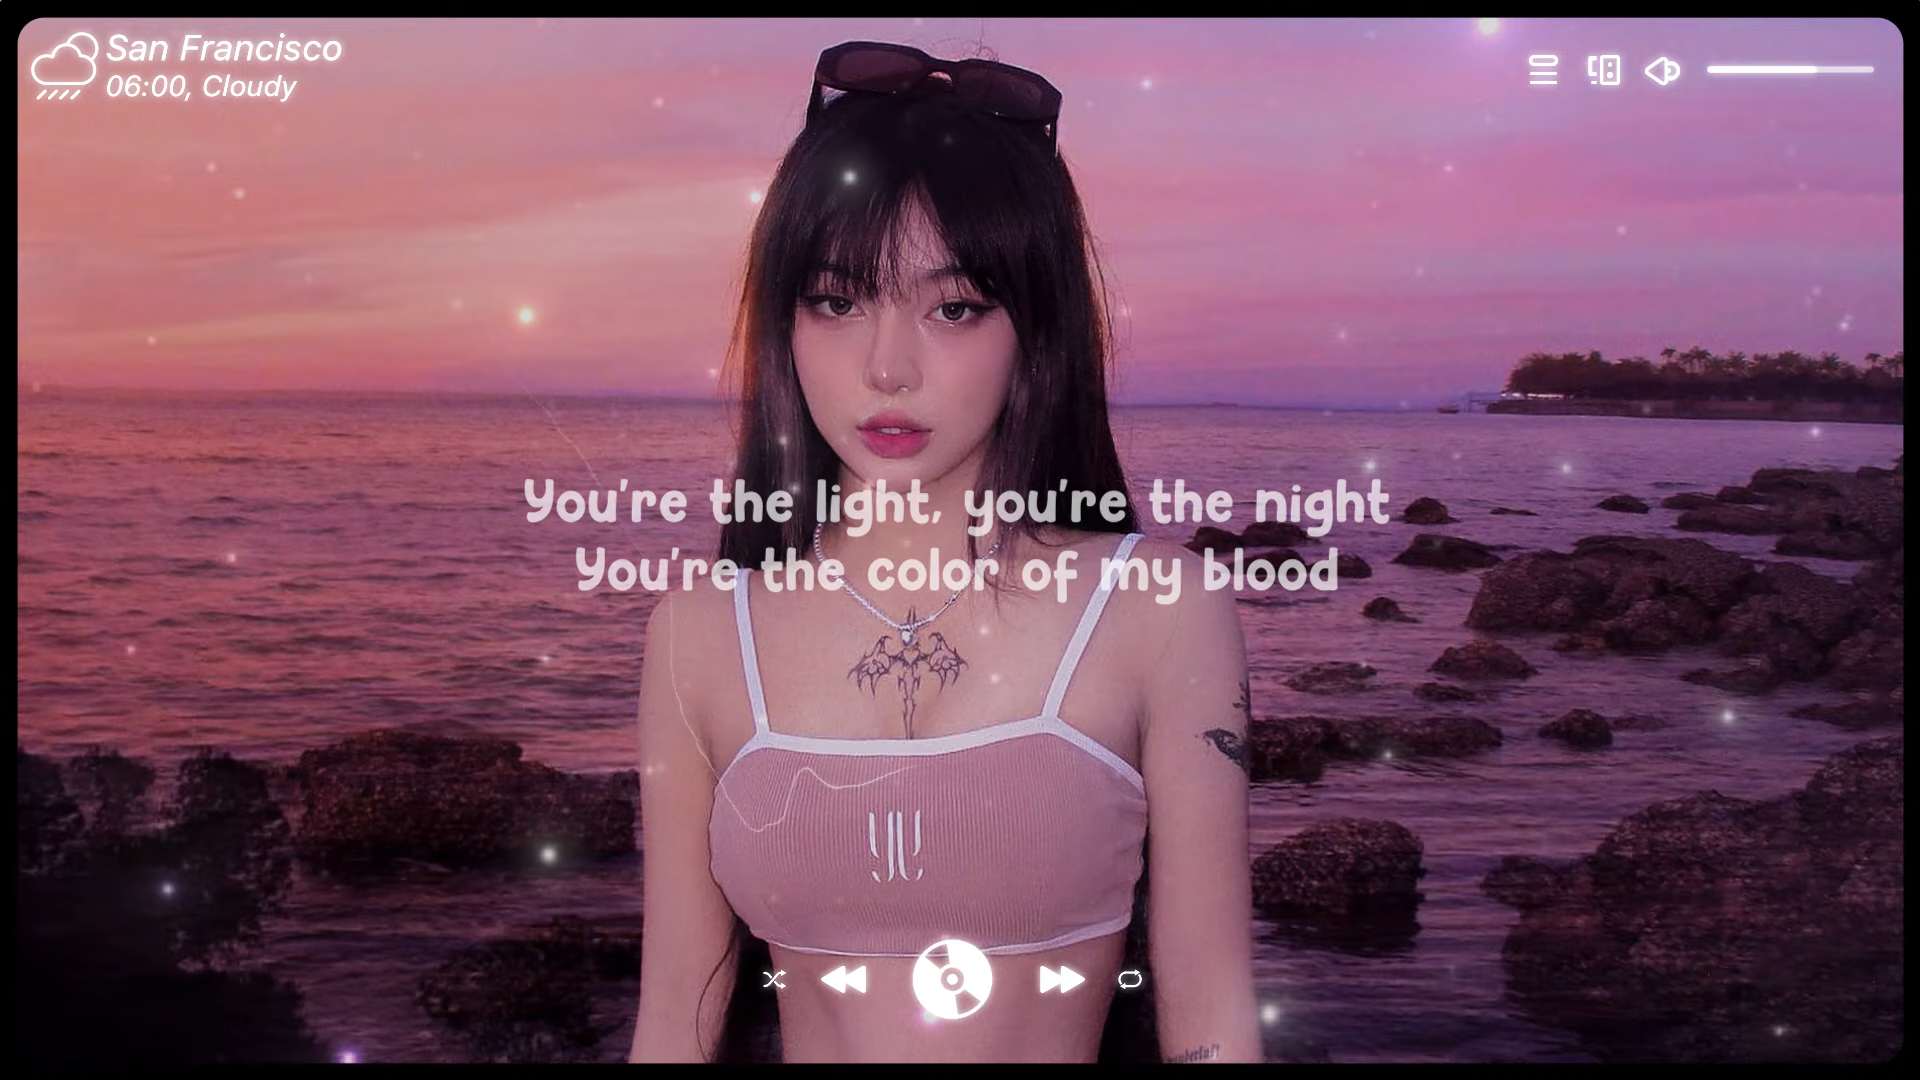 San Francisco
06:00, Cloudy
You're the light, you're the night
You're the color of my blood